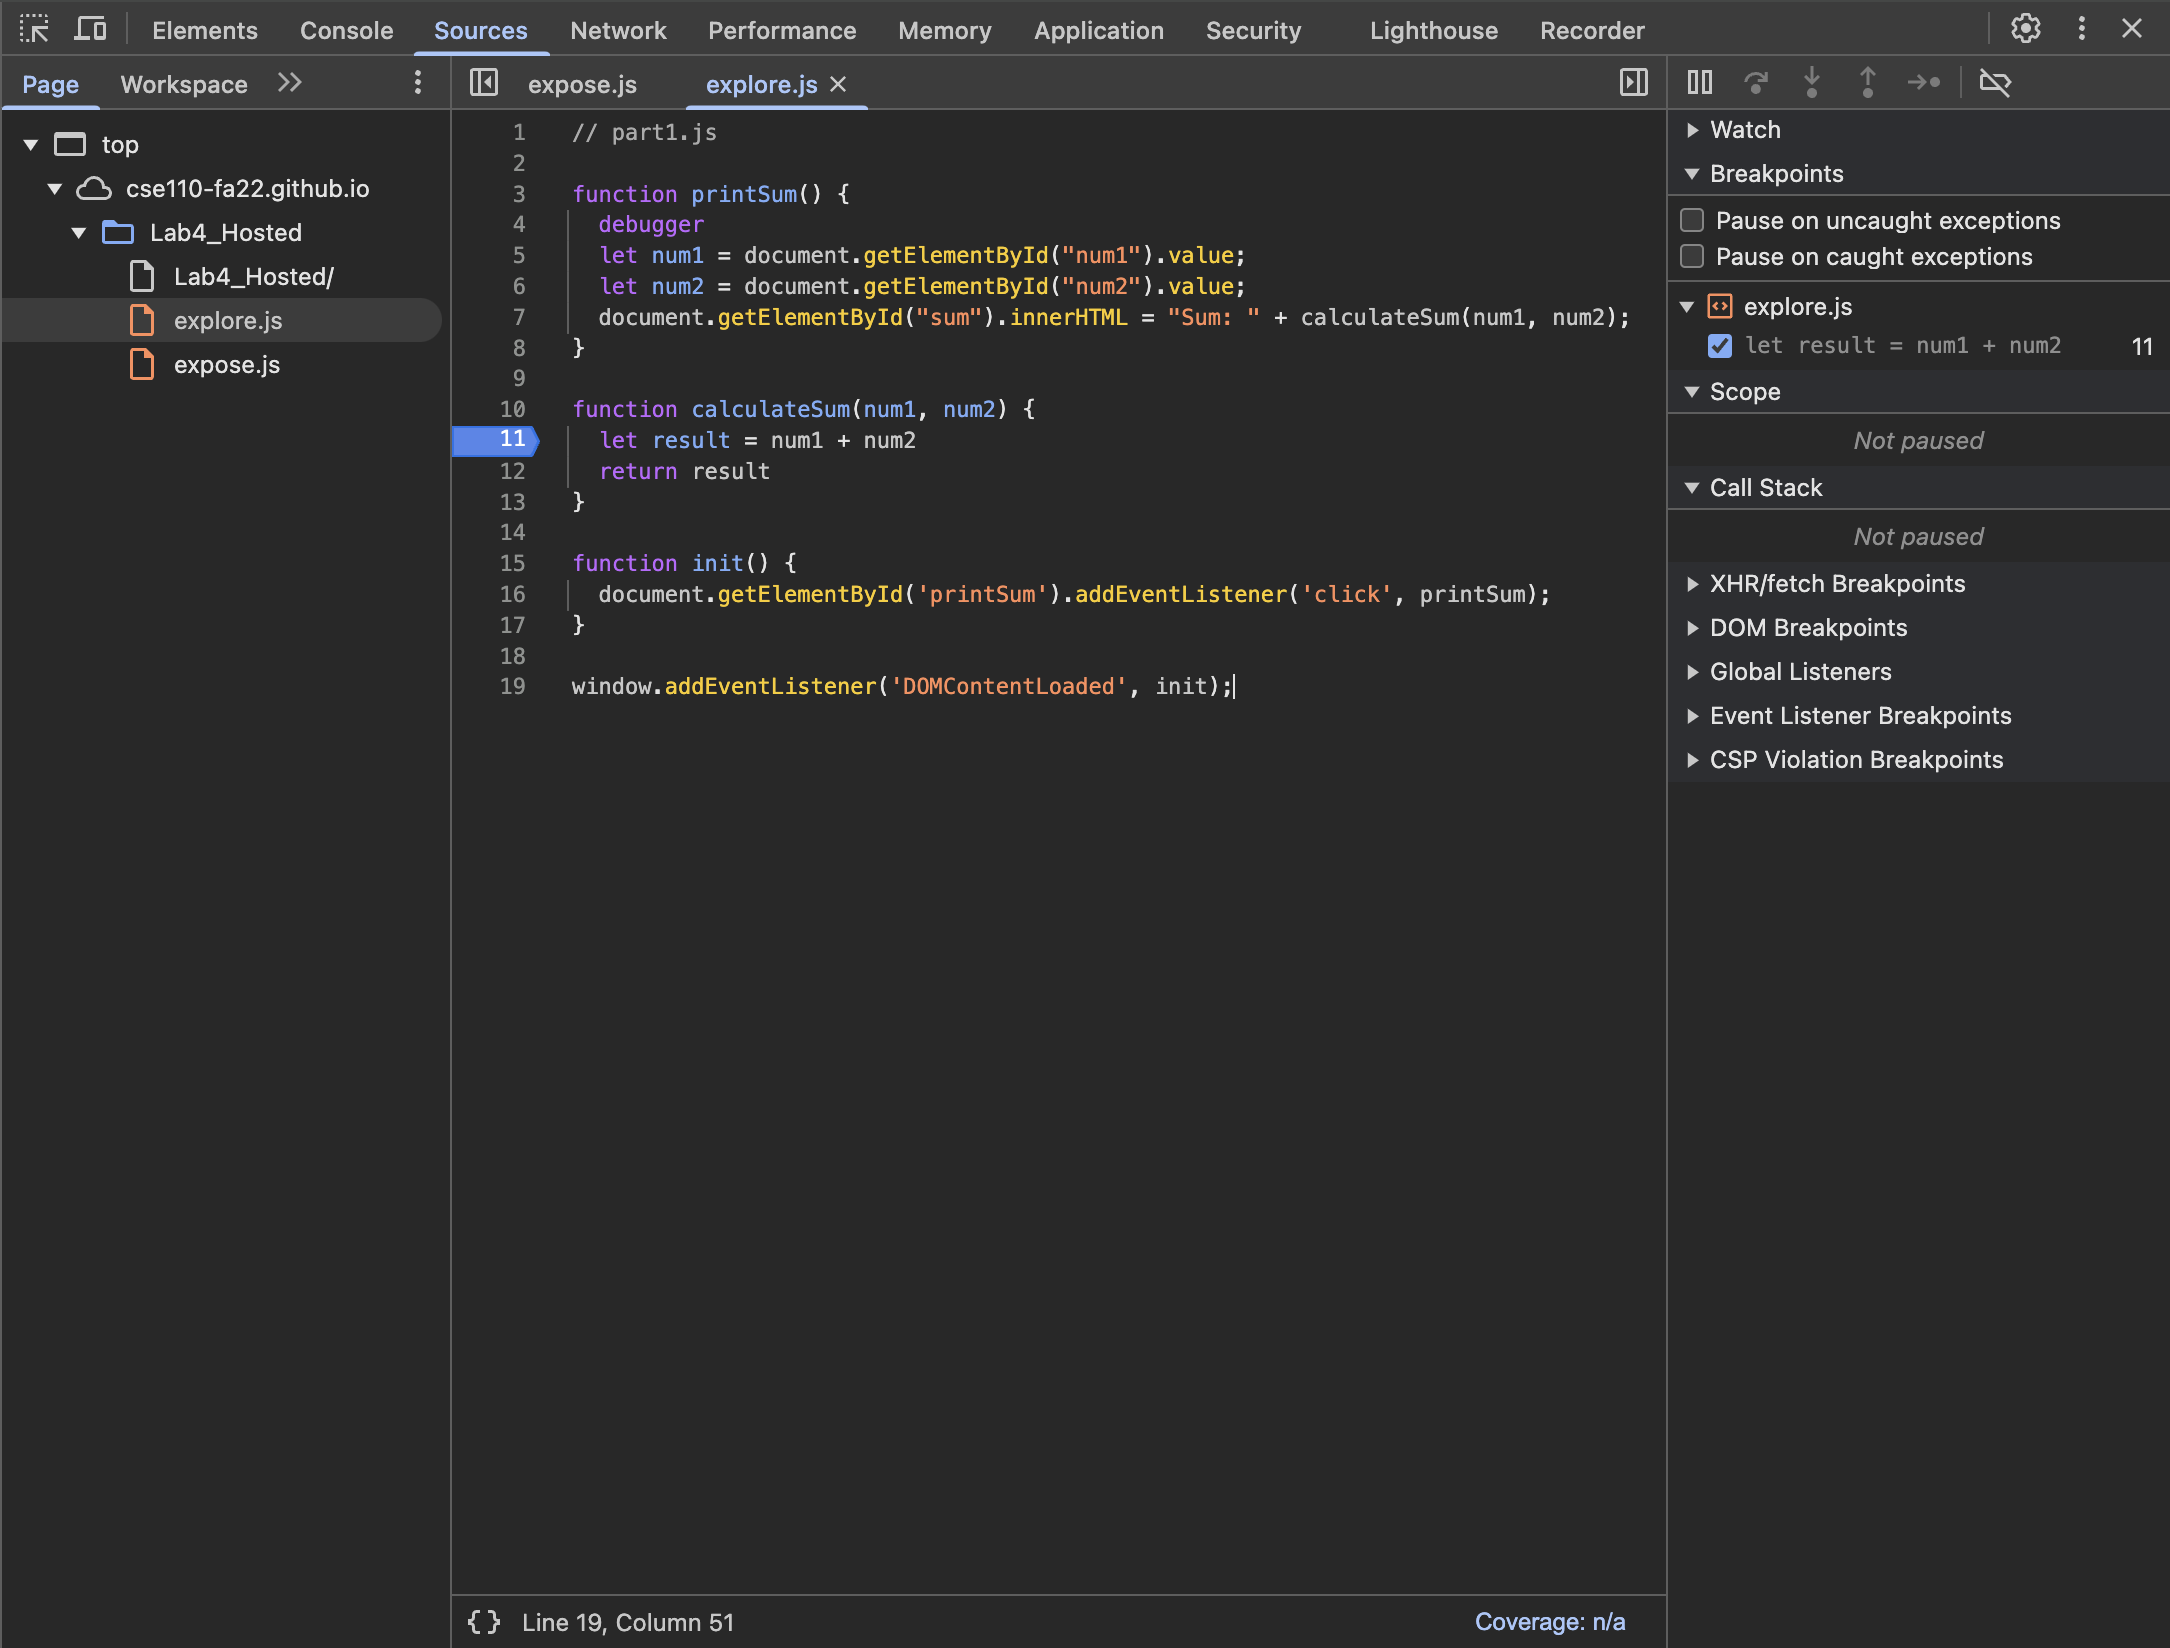 Elements Console Sources Network Performance Memory Application Security Lighthouse Recorder
Page Workspace
top
cse110-fa22.github.io
Lab4_Hosted
Lab4_Hosted/
explore.js
expose.js
expose.js explore.js
1 // part1.js
2
3 function printSum() {
4   debugger
5   let num1 = document.getElementById("num1").value;
6   let num2 = document.getElementById("num2").value;
7   document.getElementById("sum").innerHTML = "Sum: " + calculateSum(num1, num2);
8 }
9
10 function calculateSum(num1, num2) {
11   let result = num1 + num2
12   return result
13 }
14
15 function init() {
16   document.getElementById('printSum').addEventListener('click', printSum);
17 }
18
19 window.addEventListener('DOMContentLoaded', init);
{ } Line 19, Column 51 Coverage: n/a
Watch
Breakpoints
Pause on uncaught exceptions
Pause on caught exceptions
explore.js
let result = num1 + num2 11
Scope
Not paused
Call Stack
Not paused
XHR/fetch Breakpoints
DOM Breakpoints
Global Listeners
Event Listener Breakpoints
CSP Violation Breakpoints